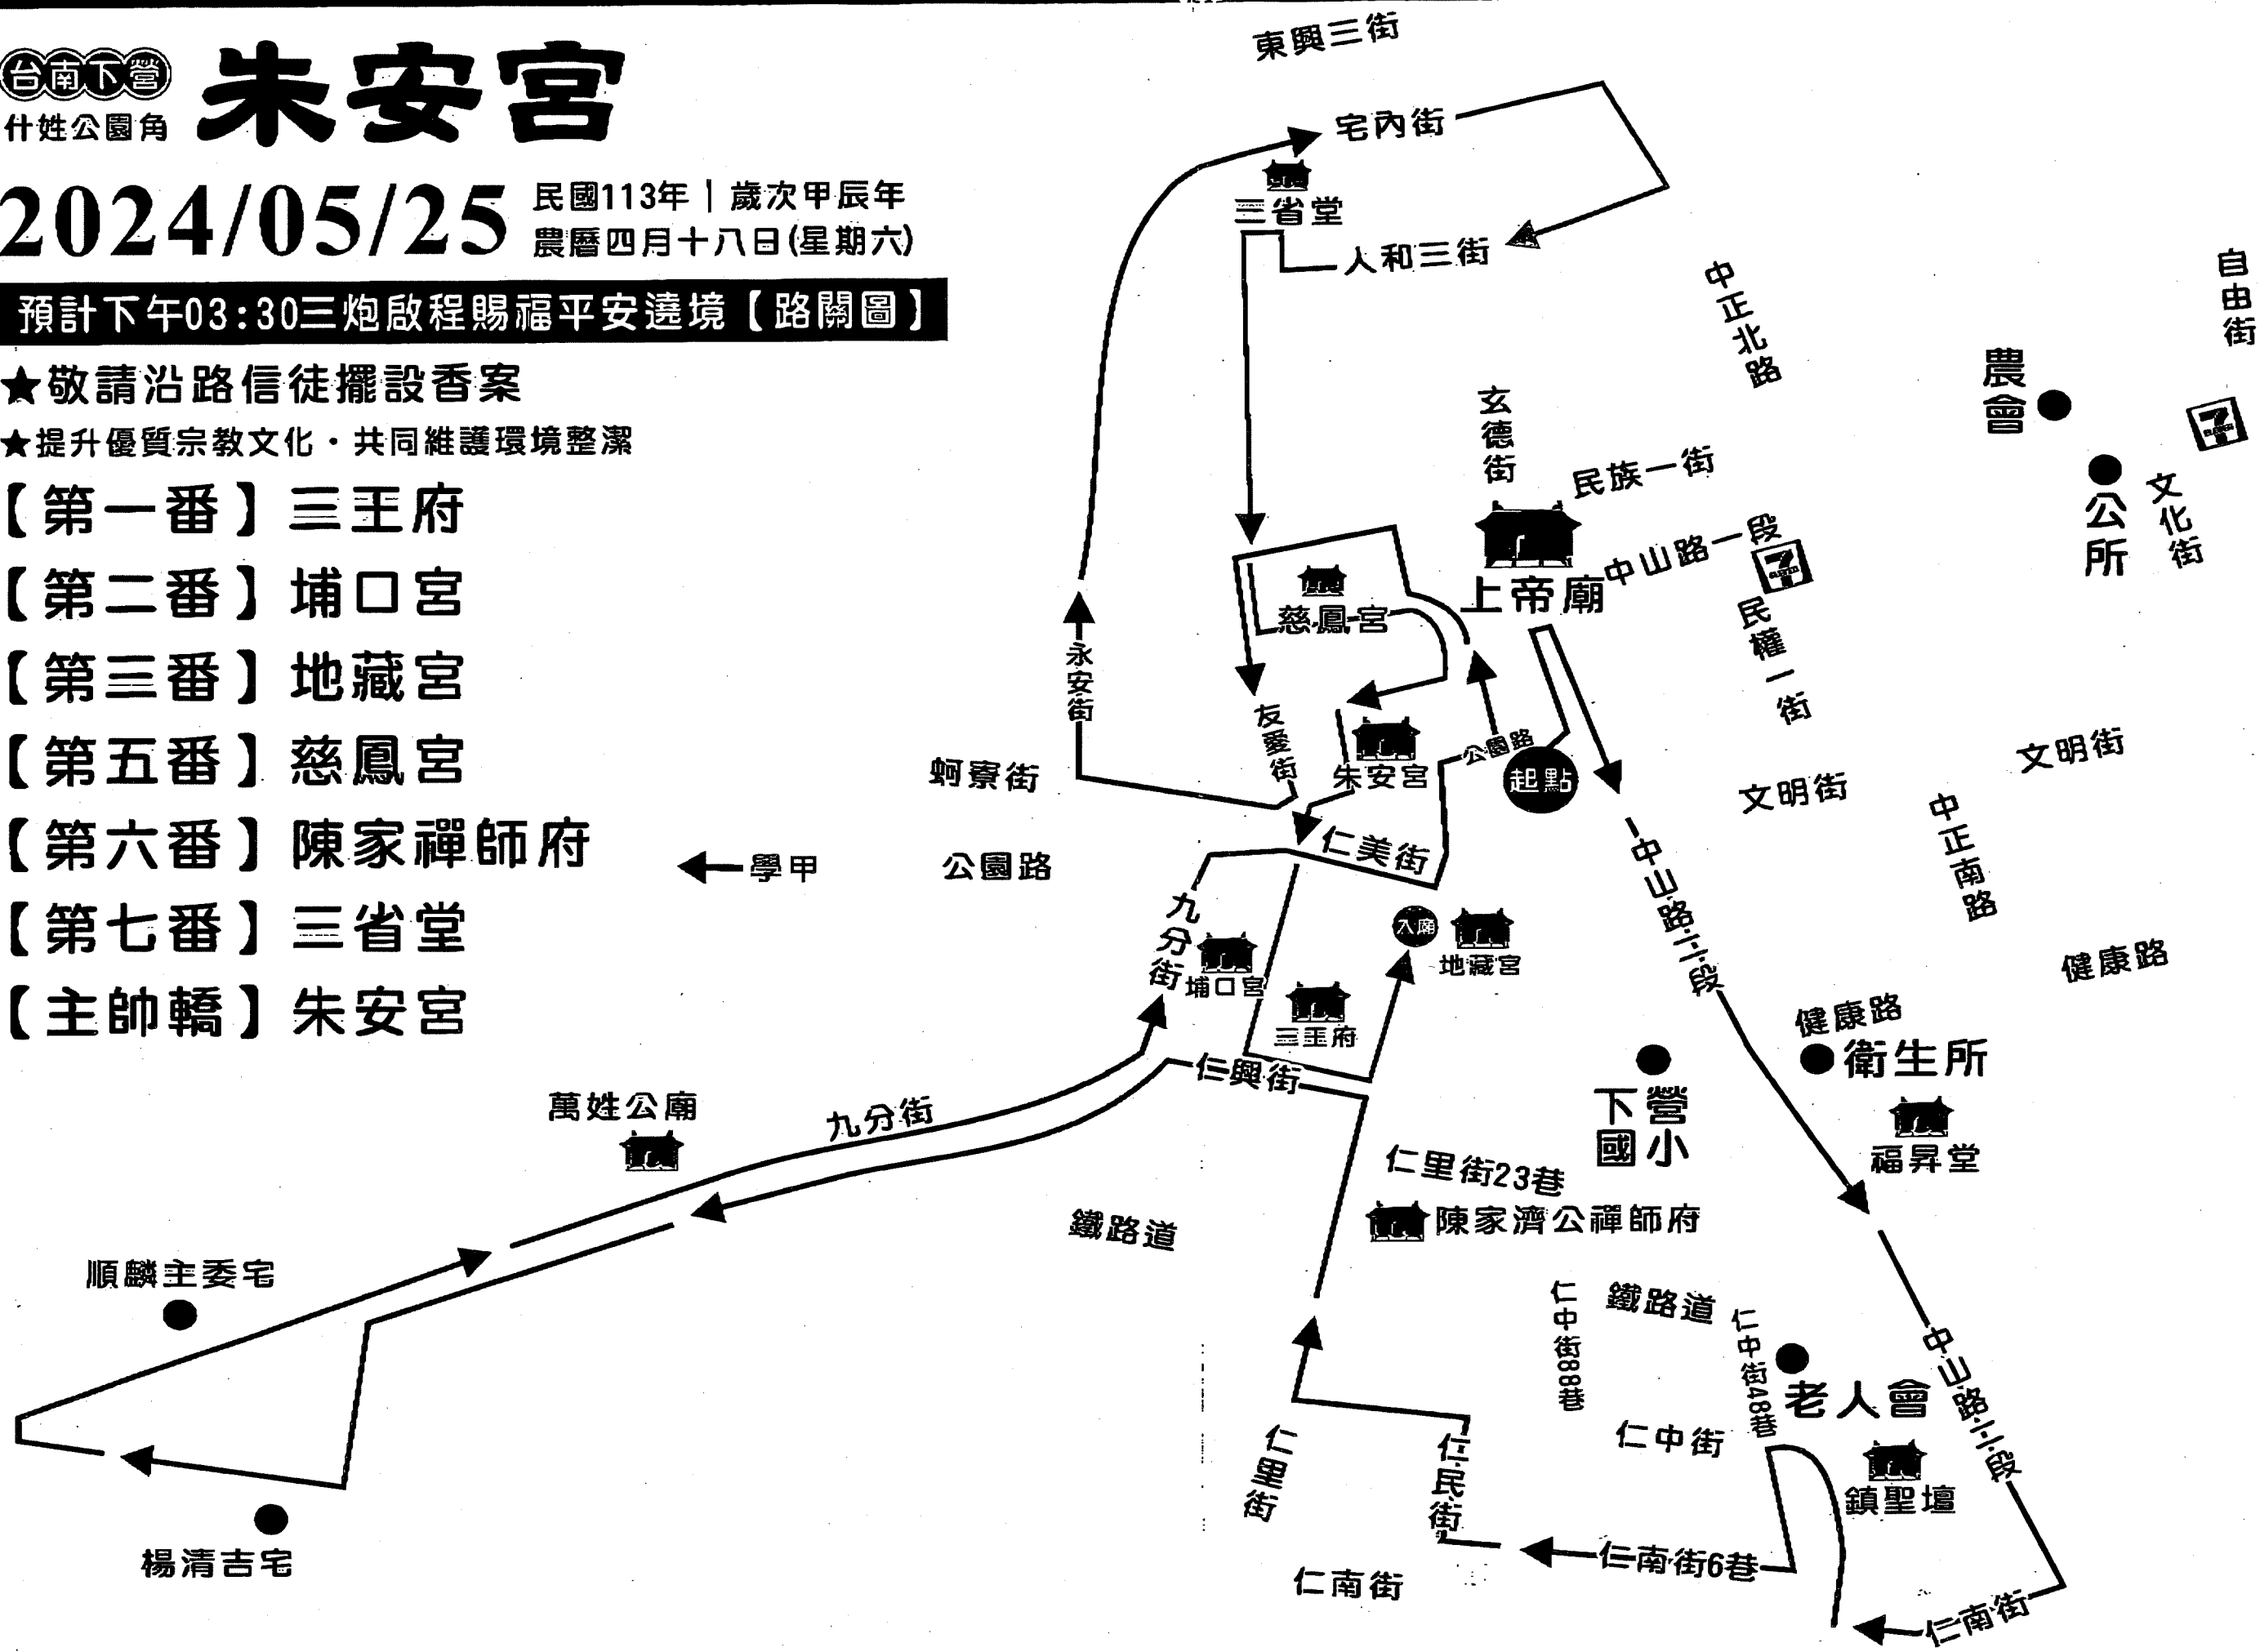 台南下營
什姓公園角
朱安宮
2024/05/25
民國113年｜歲次甲辰年
農曆四月十八日(星期六)
預計下午03:30三炮啟程賜福平安遶境【路關圖】
★敬請沿路信徒擺設香案
★提升優質宗教文化・共同維護環境整潔
【第一番】三王府
【第二番】埔口宮
【第三番】地藏宮
【第五番】慈鳳宮
【第六番】陳家禪師府
【第七番】三省堂
【主帥轎】朱安宮
東興三街
宅內街
三省堂
人和三街
中正北路
自由街
農會
公所
7
ELEVEN
文化街
玄德街
民族一街
上帝廟
中山路一段
7
ELEVEN
民權一街
慈鳳宮
永安街
友愛街
朱安宮
公園路
起點
蚵寮街
仁美街
文明街
文明街
中正南路
學甲
公園路
九分街
埔口宮
入廟
地藏宮
三王府
仁興街
中山路二段
健康路
健康路
衛生所
福昇堂
下營
國小
萬姓公廟
九分街
仁里街23巷
陳家濟公禪師府
鐵路道
順麟主委宅
楊清吉宅
仁中街88巷
鐵路道
仁中街48巷
老人會
中山路二段
仁里街
仁民街
仁中街
鎮聖壇
仁南街
仁南街6巷
仁南街